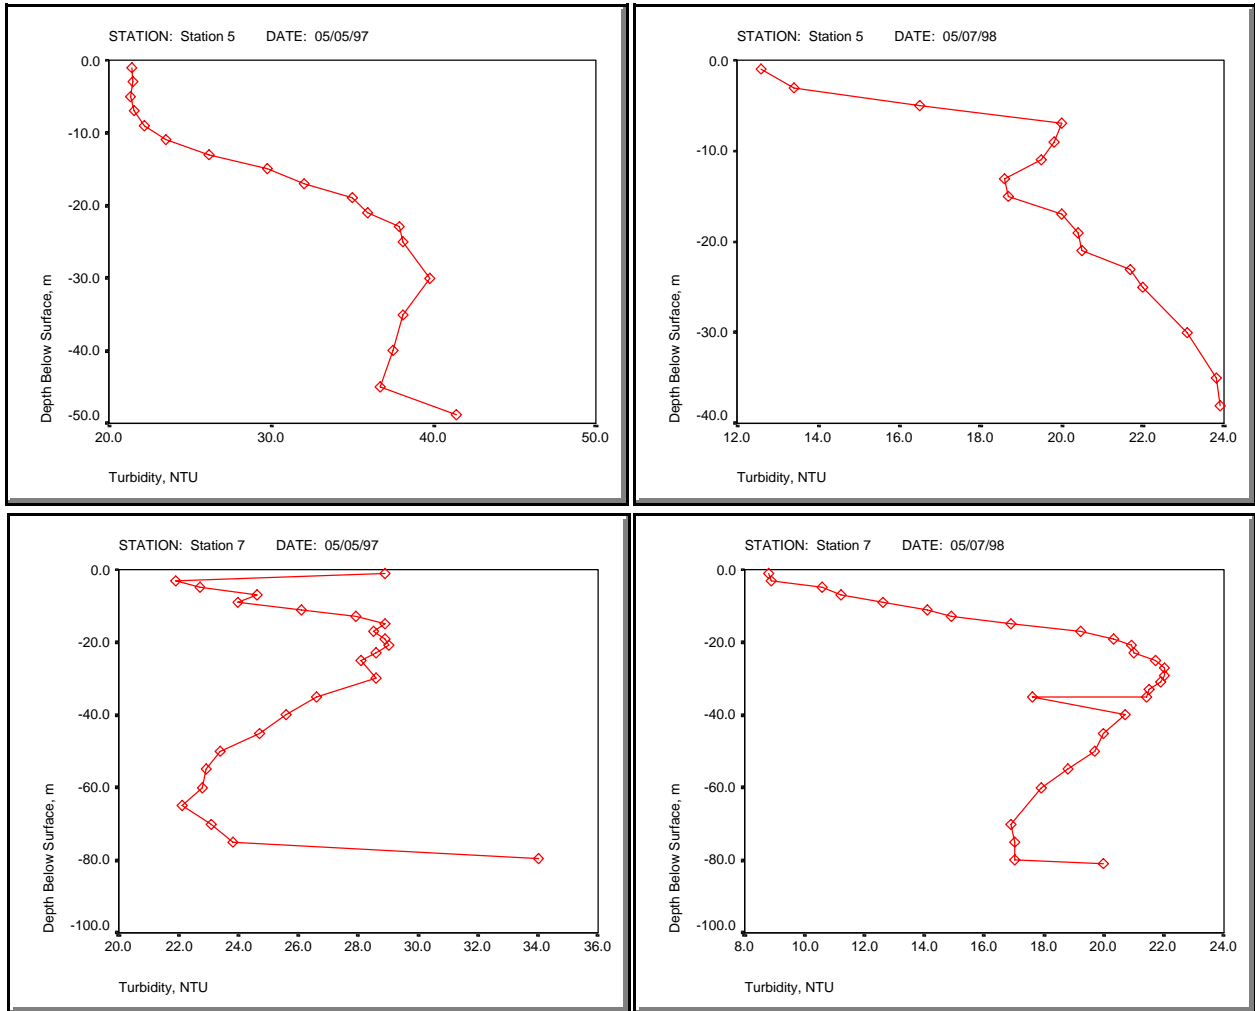 STATION: Station 5 DATE: 05/05/97
0.0
-10.0
-20.0
-30.0
-40.0
-50.0
Depth Below Surface, m
20.0 30.0 40.0 50.0
Turbidity, NTU
STATION: Station 5 DATE: 05/07/98
0.0
-10.0
-20.0
-30.0
-40.0
Depth Below Surface, m
12.0 14.0 16.0 18.0 20.0 22.0 24.0
Turbidity, NTU
STATION: Station 7 DATE: 05/05/97
0.0
-20.0
-40.0
-60.0
-80.0
-100.0
Depth Below Surface, m
20.0 22.0 24.0 26.0 28.0 30.0 32.0 34.0 36.0
Turbidity, NTU
STATION: Station 7 DATE: 05/07/98
0.0
-20.0
-40.0
-60.0
-80.0
-100.0
Depth Below Surface, m
8.0 10.0 12.0 14.0 16.0 18.0 20.0 22.0 24.0
Turbidity, NTU